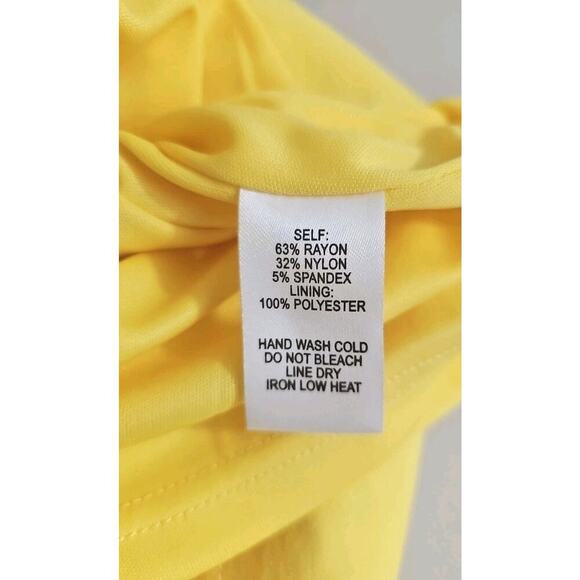 SELF:
63% RAYON
32% NYLON
5% SPANDEX
LINING:
100% POLYESTER
HAND WASH COLD
DO NOT BLEACH
LINE DRY
IRON LOW HEAT